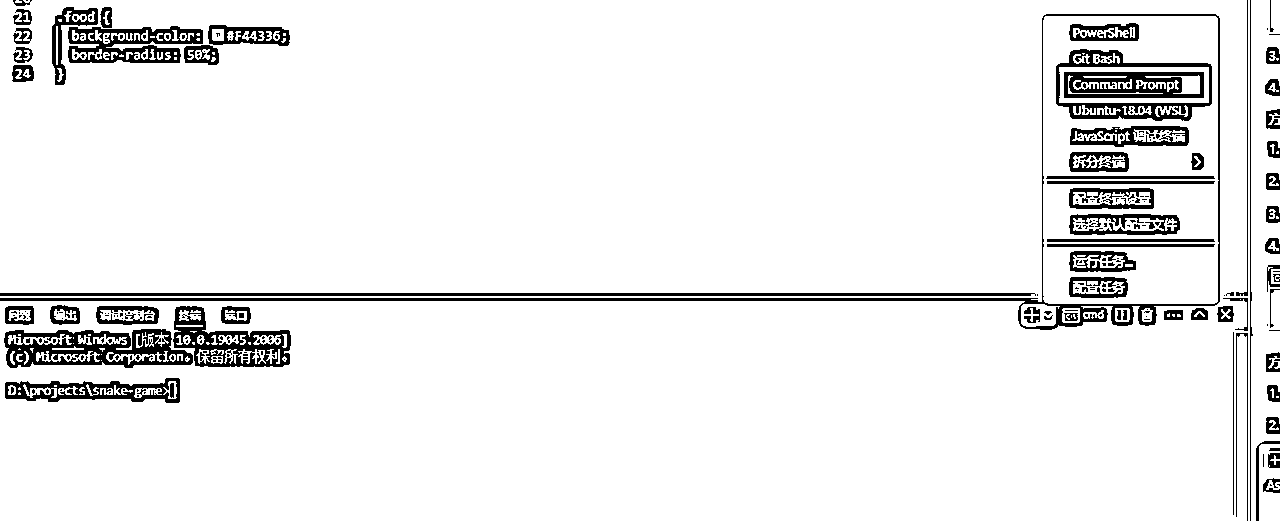 21 .food {
22 background-color: #F44336;
23 border-radius: 50%;
24 }
PowerShell
Git Bash
Command Prompt
Ubuntu-18.04 (WSL)
JavaScript 调试终端
拆分终端
配置终端设置
选择默认配置文件
运行任务...
配置任务
问题 输出 调试控制台 终端 端口
cmd
Microsoft Windows [版本 10.0.19045.2006]
(c) Microsoft Corporation。保留所有权利。
D:\projects\snake-game>
3.
4.
方
1.
2.
3.
4.
方
1.
2.
As